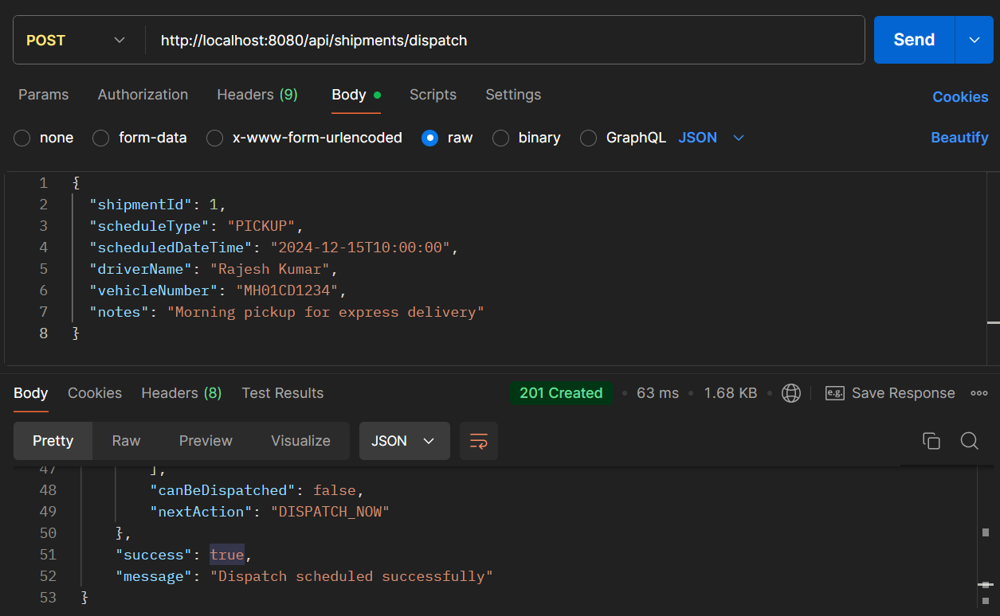 POST http://localhost:8080/api/shipments/dispatch Send
Params Authorization Headers (9) Body Scripts Settings Cookies
none form-data x-www-form-urlencoded raw binary GraphQL JSON Beautify
1 {
2 "shipmentId": 1,
3 "scheduleType": "PICKUP",
4 "scheduledDateTime": "2024-12-15T10:00:00",
5 "driverName": "Rajesh Kumar",
6 "vehicleNumber": "MH01CD1234",
7 "notes": "Morning pickup for express delivery"
8 }
Body Cookies Headers (8) Test Results 201 Created 63 ms 1.68 KB e.g. Save Response
Pretty Raw Preview Visualize JSON
47 ],
48 "canBeDispatched": false,
49 "nextAction": "DISPATCH_NOW"
50 },
51 "success": true,
52 "message": "Dispatch scheduled successfully"
53 }